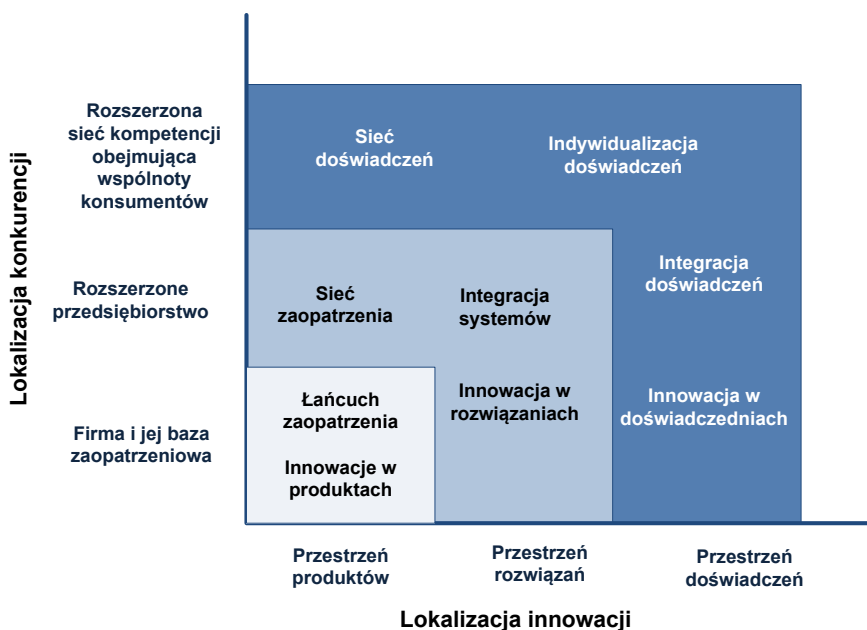 Lokalizacja konkurencji
Rozszerzona
sieć kompetencji
obejmująca
wspólnoty
konsumentów
Sieć
doświadczeń
Indywidualizacja
doświadczeń
Rozszerzone
przedsiębiorstwo
Sieć
zaopatrzenia
Integracja
systemów
Integracja
doświadczeń
Firma i jej baza
zaopatrzeniowa
Łańcuch
zaopatrzenia
Innowacje w
produktach
Innowacja w
rozwiązaniach
Innowacja w
doświadczedniach
Przestrzeń
produktów
Przestrzeń
rozwiązań
Przestrzeń
doświadczeń
Lokalizacja innowacji